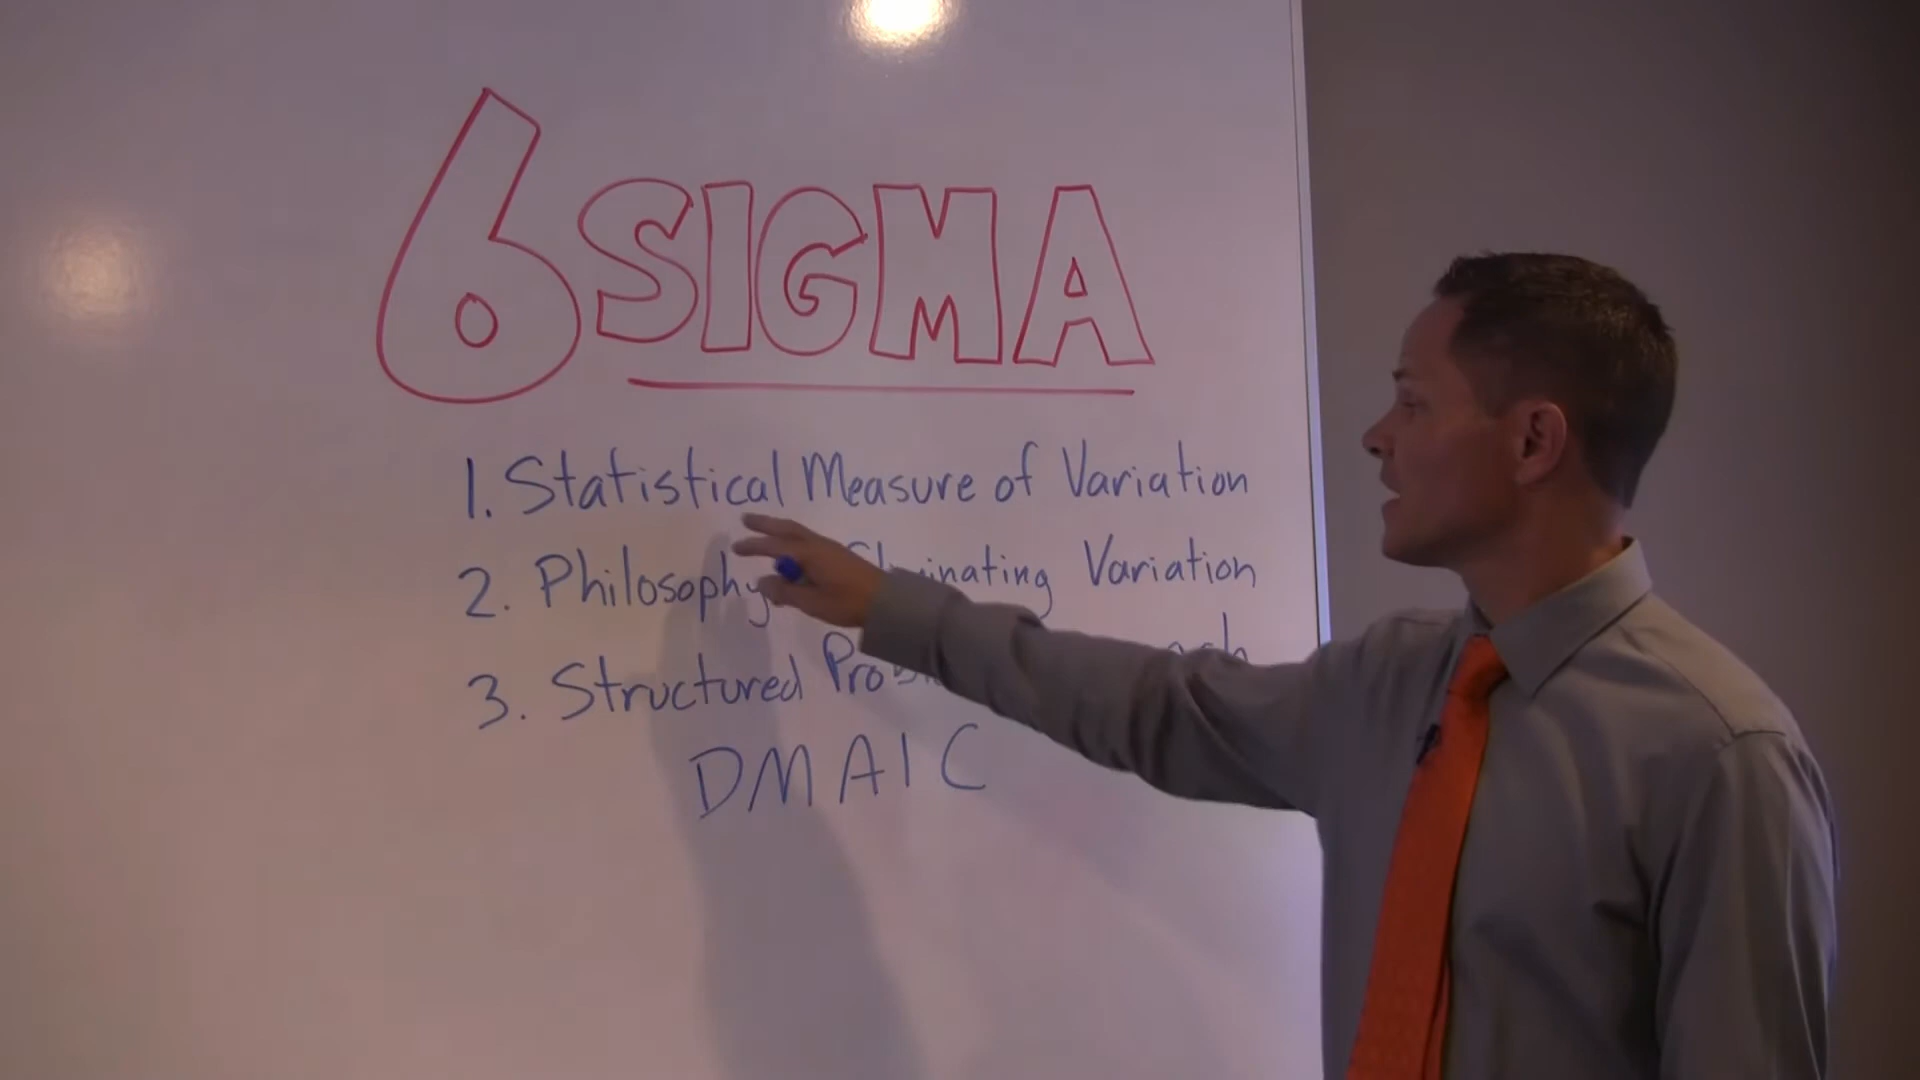 6 SIGMA
1. Statistical Measure of Variation
2. Philosophy Variation
3. Structured
DMAIC